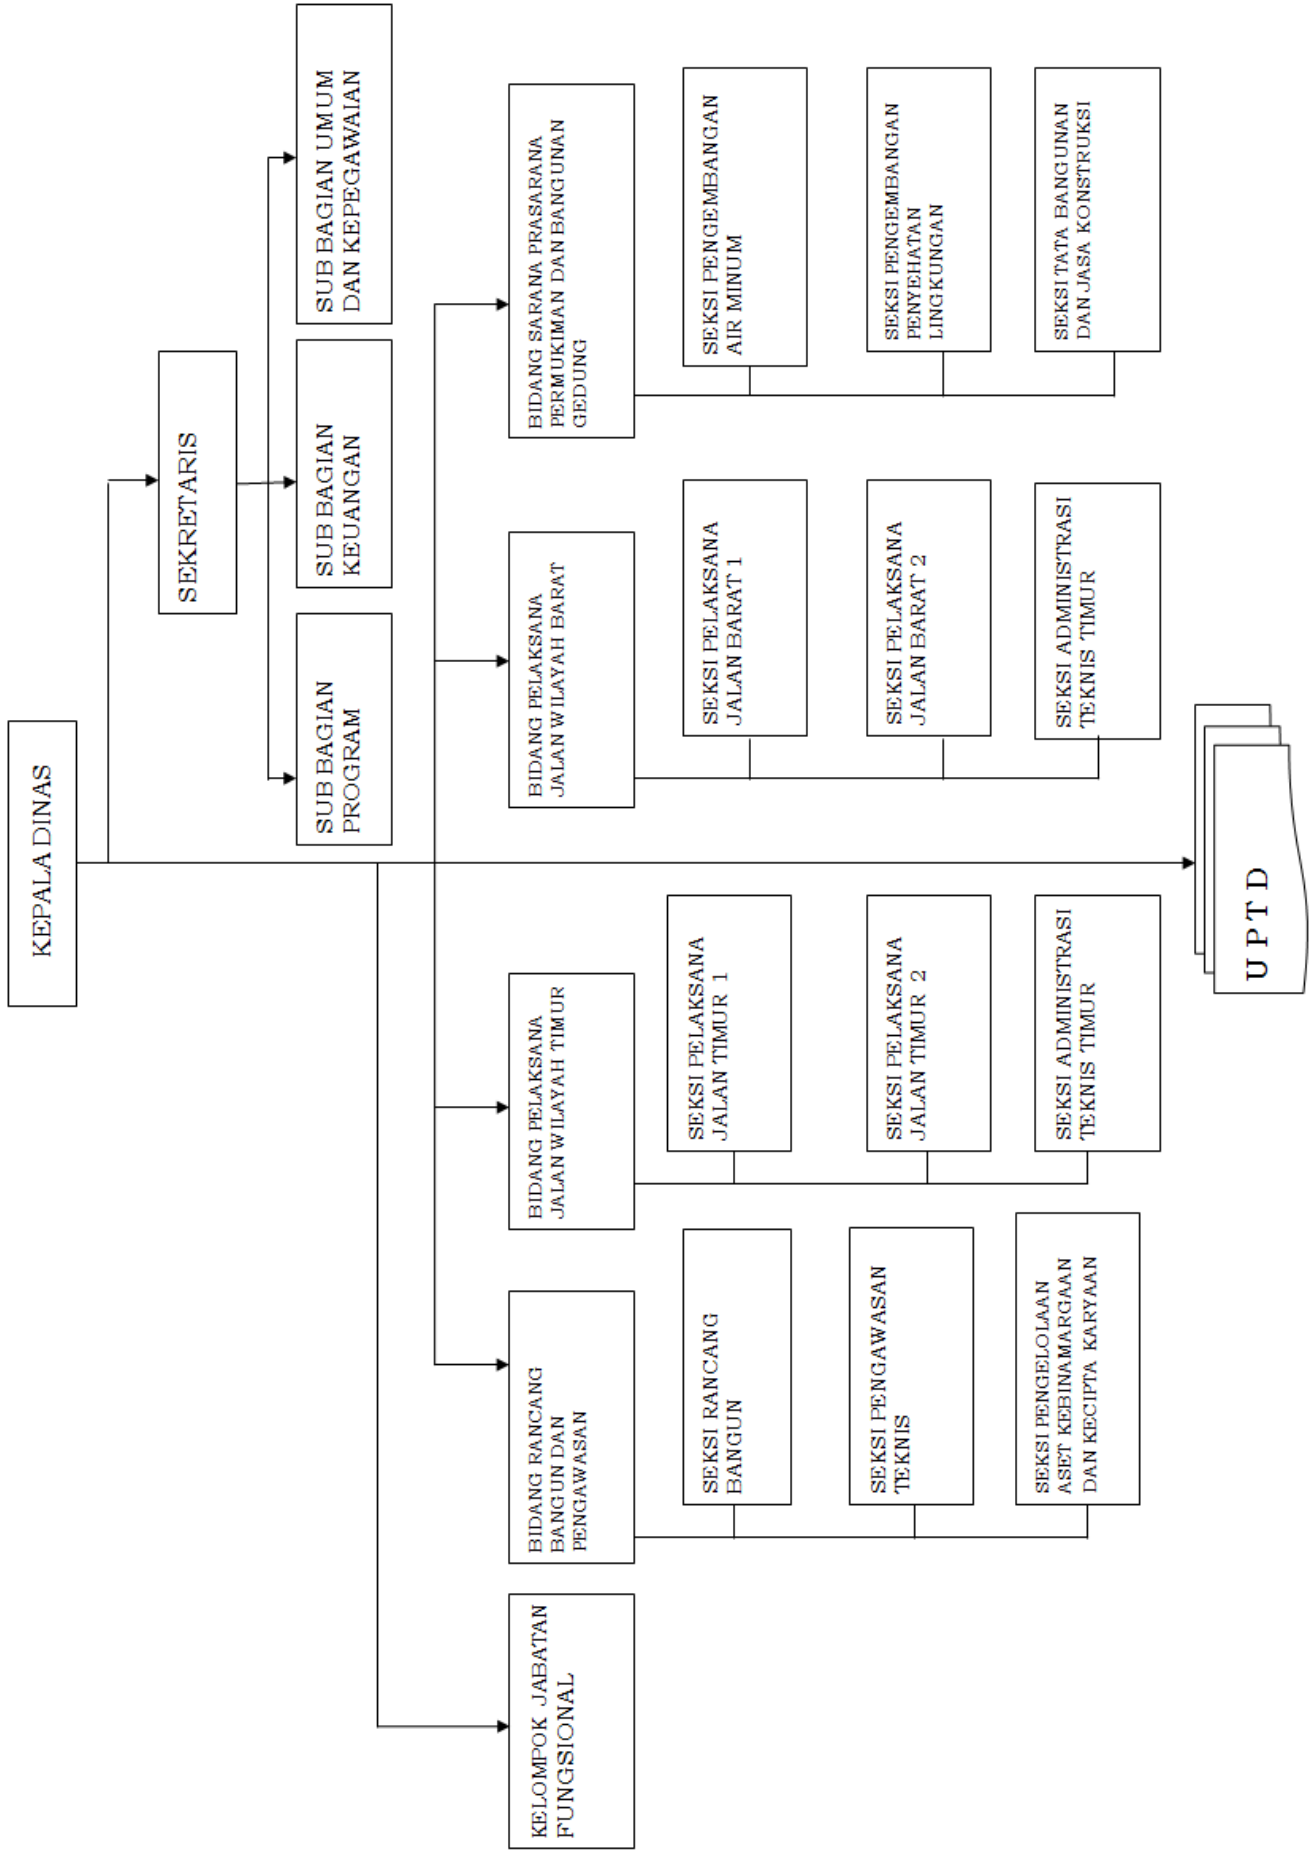 KEPALA DINAS
SEKRETARIS
SUB BAGIAN
PROGRAM
SUB BAGIAN
KEUANGAN
SUB BAGIAN UMUM
DAN KEPEGAWAIAN
KELOMPOK JABATAN
FUNGSIONAL
BIDANG RANCANG
BANGUN DAN
PENGAWASAN
SEKSI RANCANG
BANGUN
SEKSI PENGAWASAN
TEKNIS
SEKSI PENGELOLAAN
ASET KEBINAMARGAAN
DAN KECIPTA KARYAAN
BIDANG PELAKSANA
JALAN WILAYAH TIMUR
SEKSI PELAKSANA
JALAN TIMUR 1
SEKSI PELAKSANA
JALAN TIMUR 2
SEKSI ADMINISTRASI
TEKNIS TIMUR
BIDANG PELAKSANA
JALAN WILAYAH BARAT
SEKSI PELAKSANA
JALAN BARAT 1
SEKSI PELAKSANA
JALAN BARAT 2
SEKSI ADMINISTRASI
TEKNIS TIMUR
BIDANG SARANA PRASARANA
PERMUKIMAN DAN BANGUNAN
GEDUNG
SEKSI PENGEMBANGAN
AIR MINUM
SEKSI PENGEMBANGAN
PENYEHATAN
LINGKUNGAN
SEKSI TATA BANGUNAN
DAN JASA KONSTRUKSI
U P T D